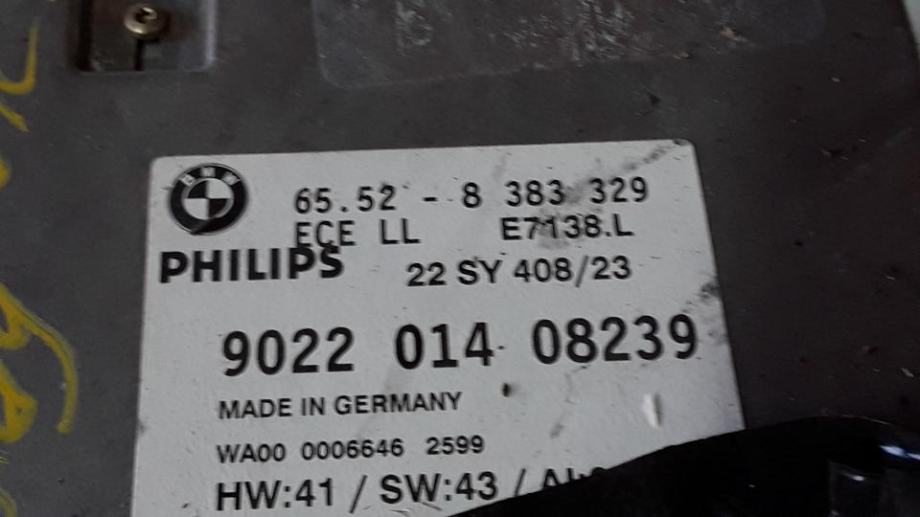 BMW
65.52 - 8 383 329
ECE LL E7138.L
PHILIPS 22 SY 408/23
9022 014 08239
MADE IN GERMANY
WA00 0006646 2599
HW:41 / SW:43 /